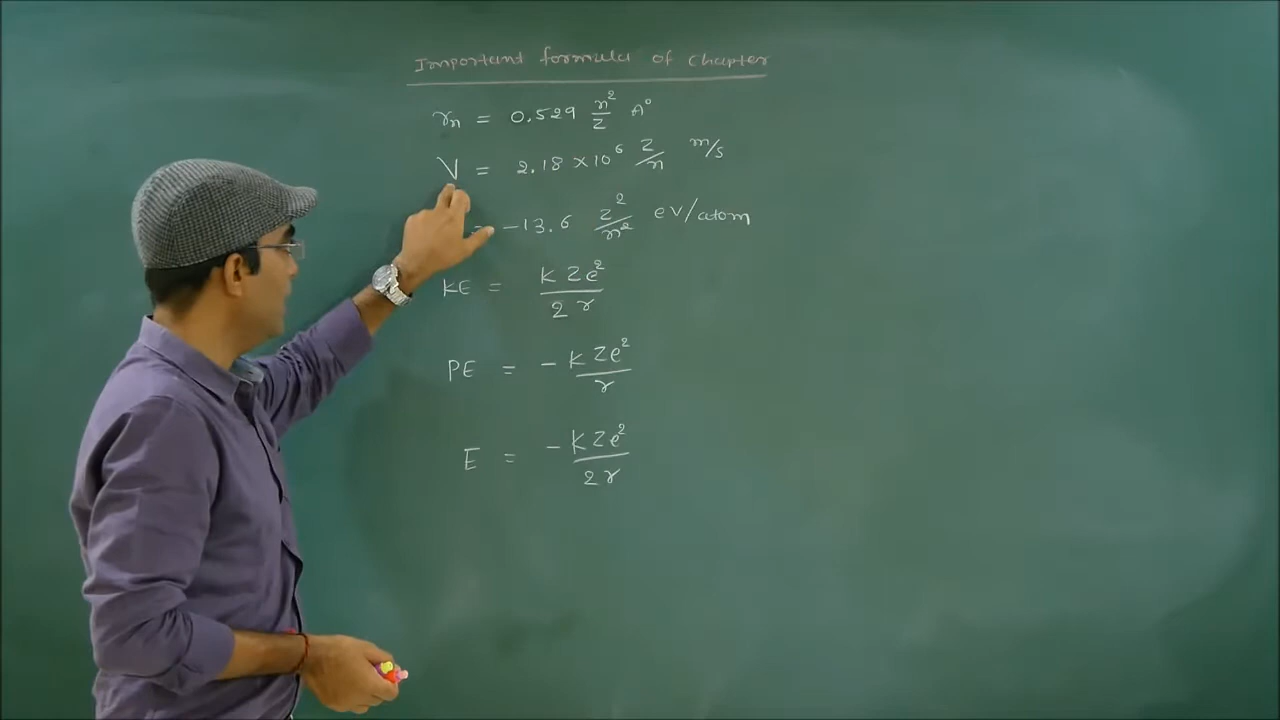 Important formula of chapter
rn = 0.529 n²/Z A°
V = 2.18 × 10⁶ Z/n m/s
= -13.6 Z²/n² eV/atom
KE = KZe²/2r
PE = -KZe²/r
E = -KZe²/2r